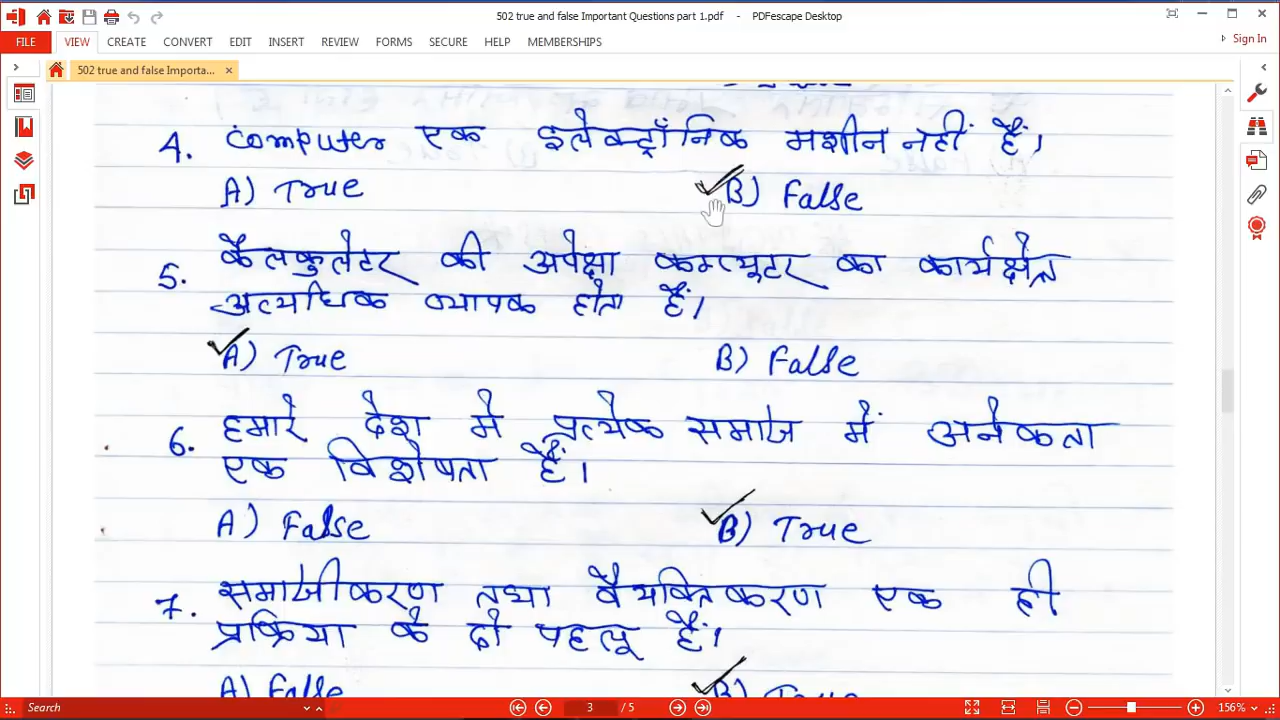 502 true and false Important Questions part 1.pdf - PDFescape Desktop
Sign In
FILE VIEW CREATE CONVERT EDIT INSERT REVIEW FORMS SECURE HELP MEMBERSHIPS
502 true and false Importa... ×
4. Computer एक इलेक्ट्रॉनिक मशीन नहीं हैं।
A) True B) False
5. कैलकुलेटर की अपेक्षा कम्प्यूटर का कार्यक्षेत्र
अत्यधिक व्यापक होता हैं।
A) True B) False
6. हमारे देश मे प्रत्येक समाज में अनेकता
एक विशेषता हैं।
A) False B) True
7. समाजीकरण तथा वैयक्तिकरण एक ही
प्रक्रिया के दो पहलू हैं।
A) False B) True
Search 3 / 5 156%